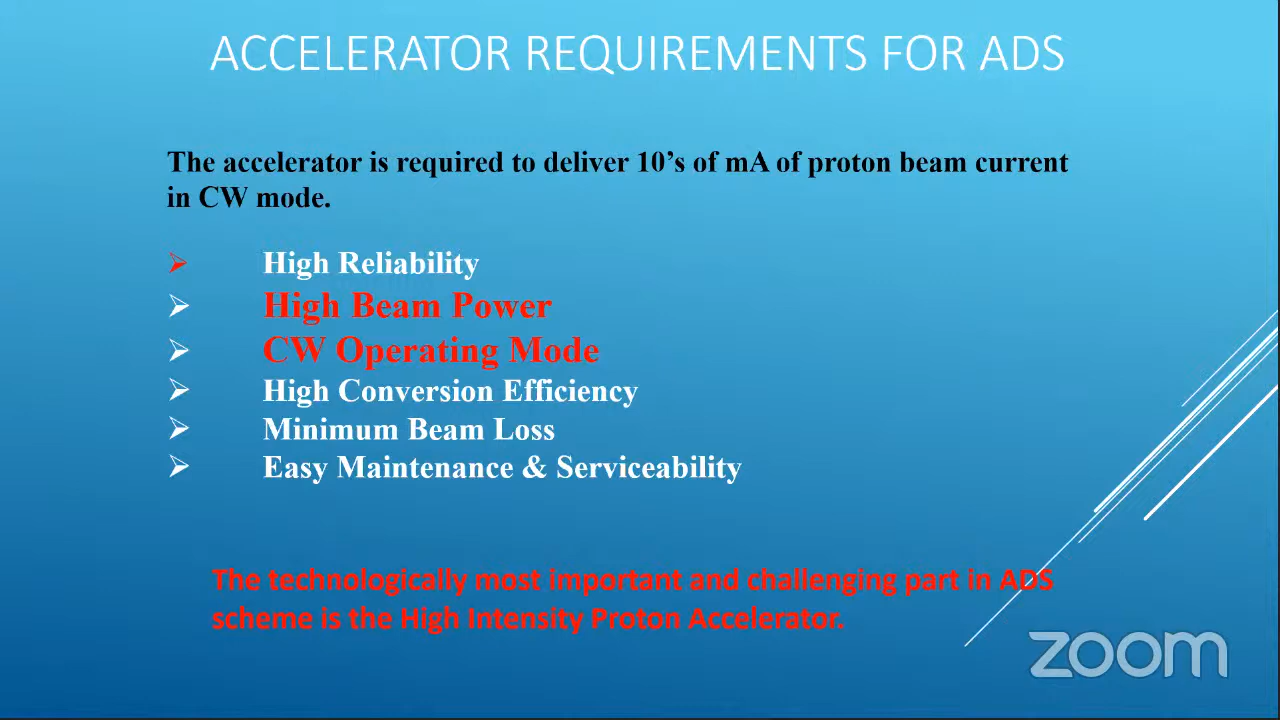 ACCELERATOR REQUIREMENTS FOR ADS
The accelerator is required to deliver 10’s of mA of proton beam current
in CW mode.
High Reliability
High Beam Power
CW Operating Mode
High Conversion Efficiency
Minimum Beam Loss
Easy Maintenance & Serviceability
The technologically most important and challenging part in ADS
scheme is the High Intensity Proton Accelerator.
zoom